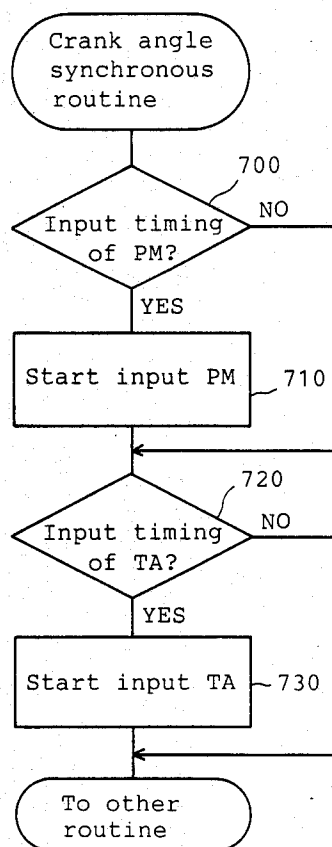 Crank angle
synchronous
routine
700
Input timing
of PM?
NO
YES
Start input PM
710
720
Input timing
of TA?
NO
YES
Start input TA
730
To other
routine